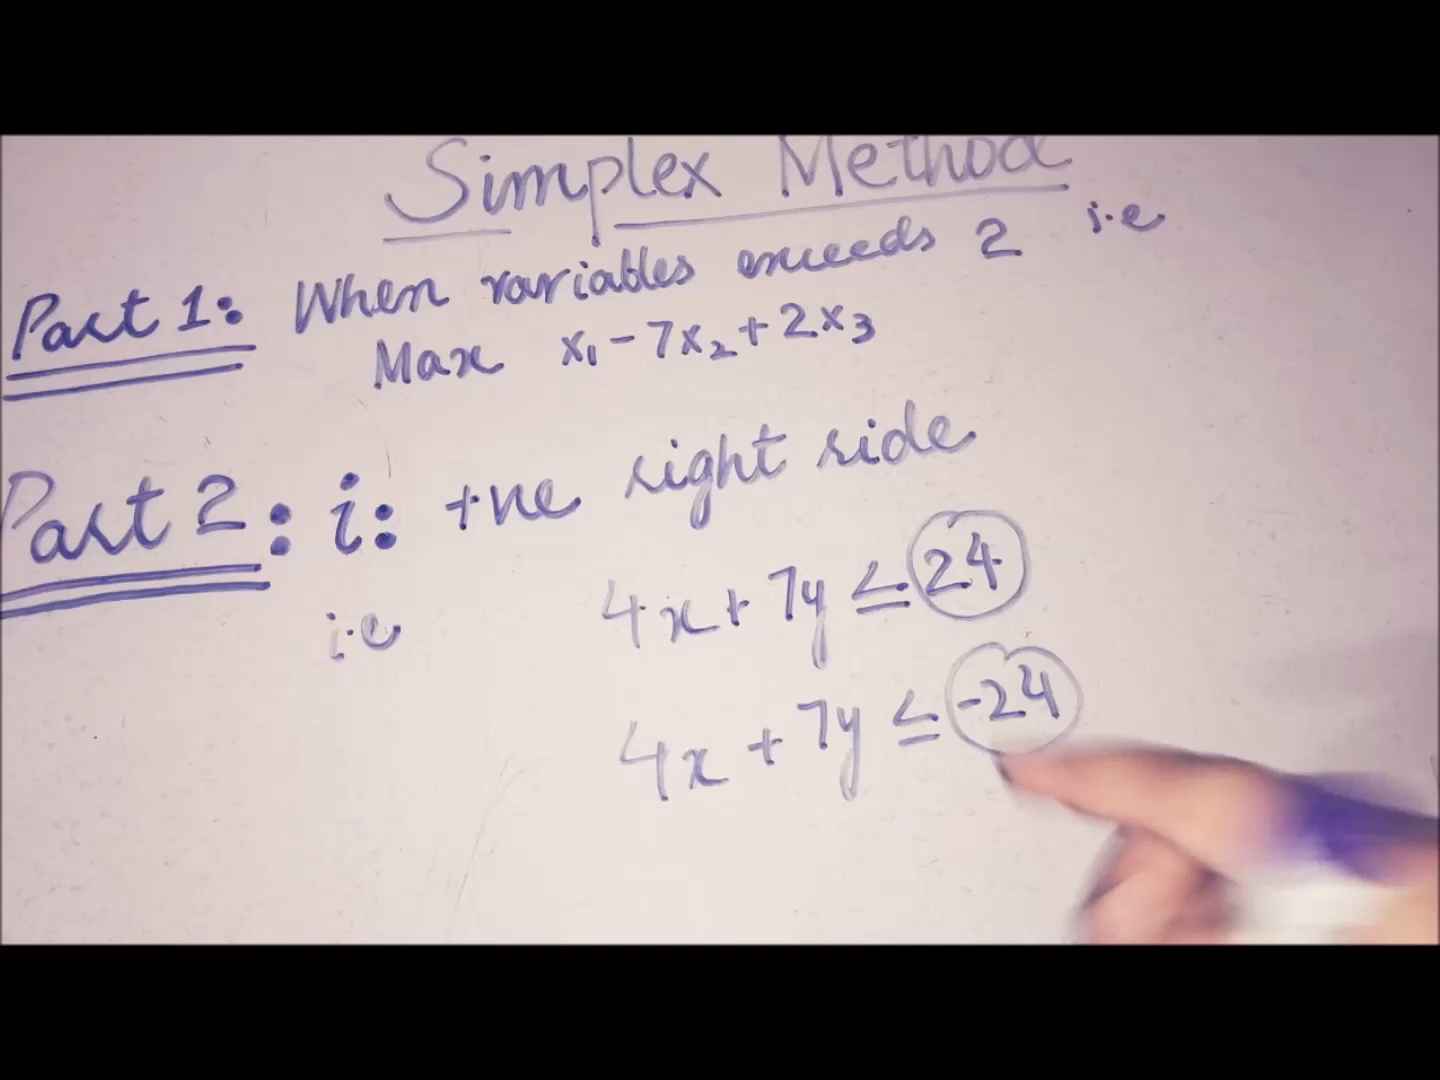 Simplex Method
Part 1: When variables exceeds 2 i.e
Max x₁ - 7x₂ + 2x₃
Part 2: i: +ve right side
i.e 4x + 7y ≤ 24
4x + 7y ≤ -24